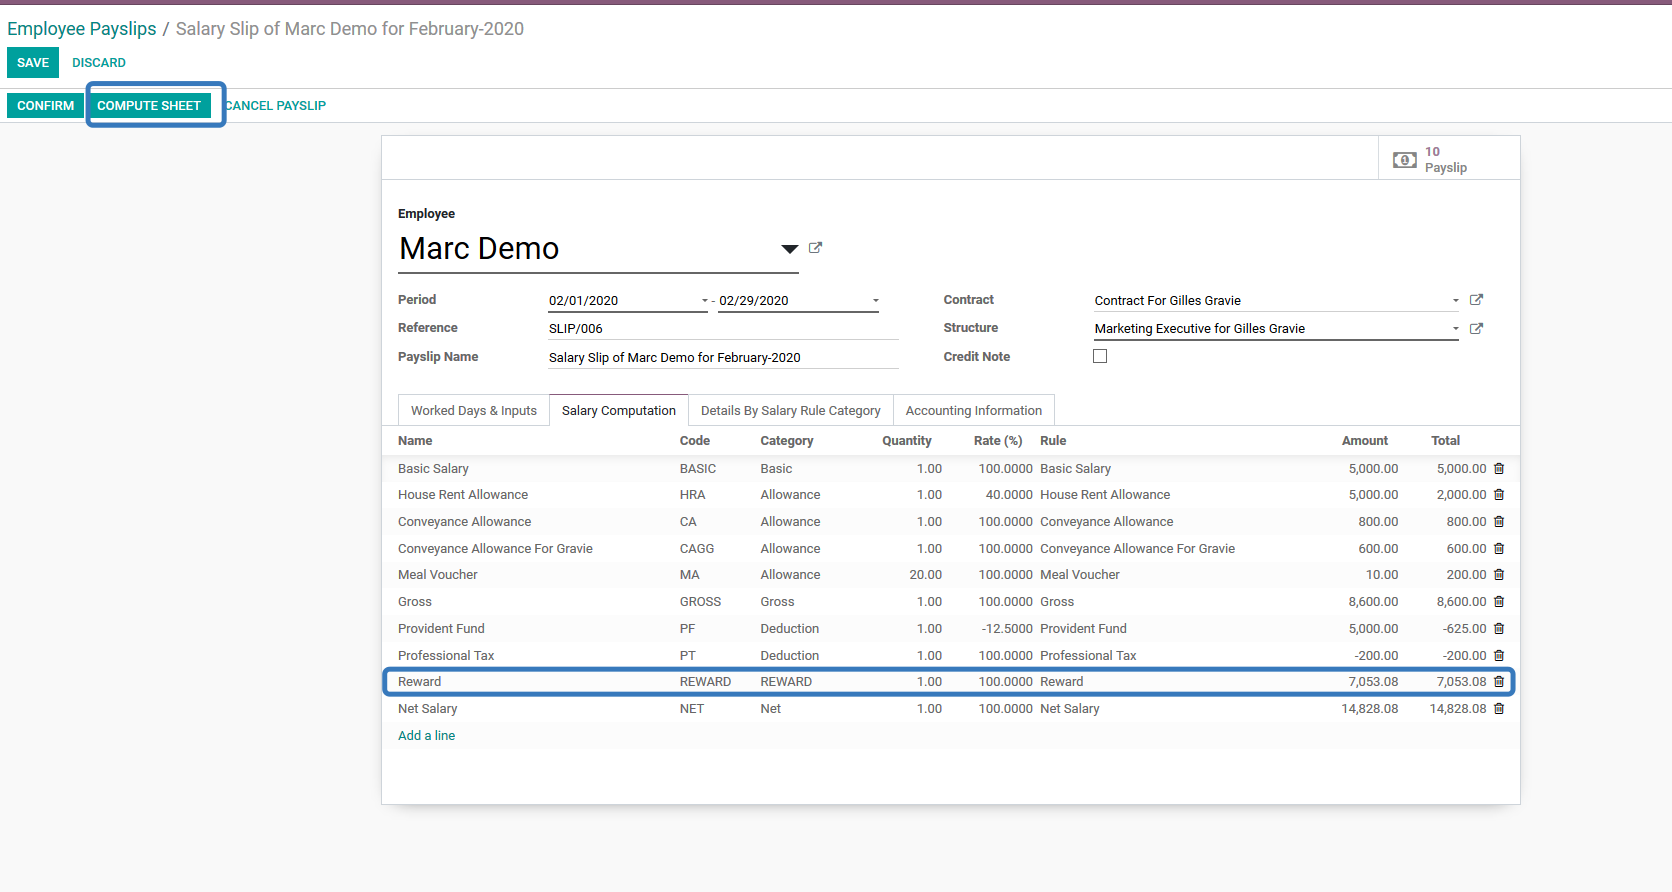 Employee Payslips / Salary Slip of Marc Demo for February-2020
SAVE DISCARD
CONFIRM COMPUTE SHEET CANCEL PAYSLIP
10
Payslip
Employee
Marc Demo
Period 02/01/2020 - 02/29/2020 Contract Contract For Gilles Gravie
Reference SLIP/006 Structure Marketing Executive for Gilles Gravie
Payslip Name Salary Slip of Marc Demo for February-2020 Credit Note
Worked Days & Inputs Salary Computation Details By Salary Rule Category Accounting Information
Name Code Category Quantity Rate (%) Rule Amount Total
Basic Salary BASIC Basic 1.00 100.0000 Basic Salary 5,000.00 5,000.00
House Rent Allowance HRA Allowance 1.00 40.0000 House Rent Allowance 5,000.00 2,000.00
Conveyance Allowance CA Allowance 1.00 100.0000 Conveyance Allowance 800.00 800.00
Conveyance Allowance For Gravie CAGG Allowance 1.00 100.0000 Conveyance Allowance For Gravie 600.00 600.00
Meal Voucher MA Allowance 20.00 100.0000 Meal Voucher 10.00 200.00
Gross GROSS Gross 1.00 100.0000 Gross 8,600.00 8,600.00
Provident Fund PF Deduction 1.00 -12.5000 Provident Fund 5,000.00 -625.00
Professional Tax PT Deduction 1.00 100.0000 Professional Tax -200.00 -200.00
Reward REWARD REWARD 1.00 100.0000 Reward 7,053.08 7,053.08
Net Salary NET Net 1.00 100.0000 Net Salary 14,828.08 14,828.08
Add a line